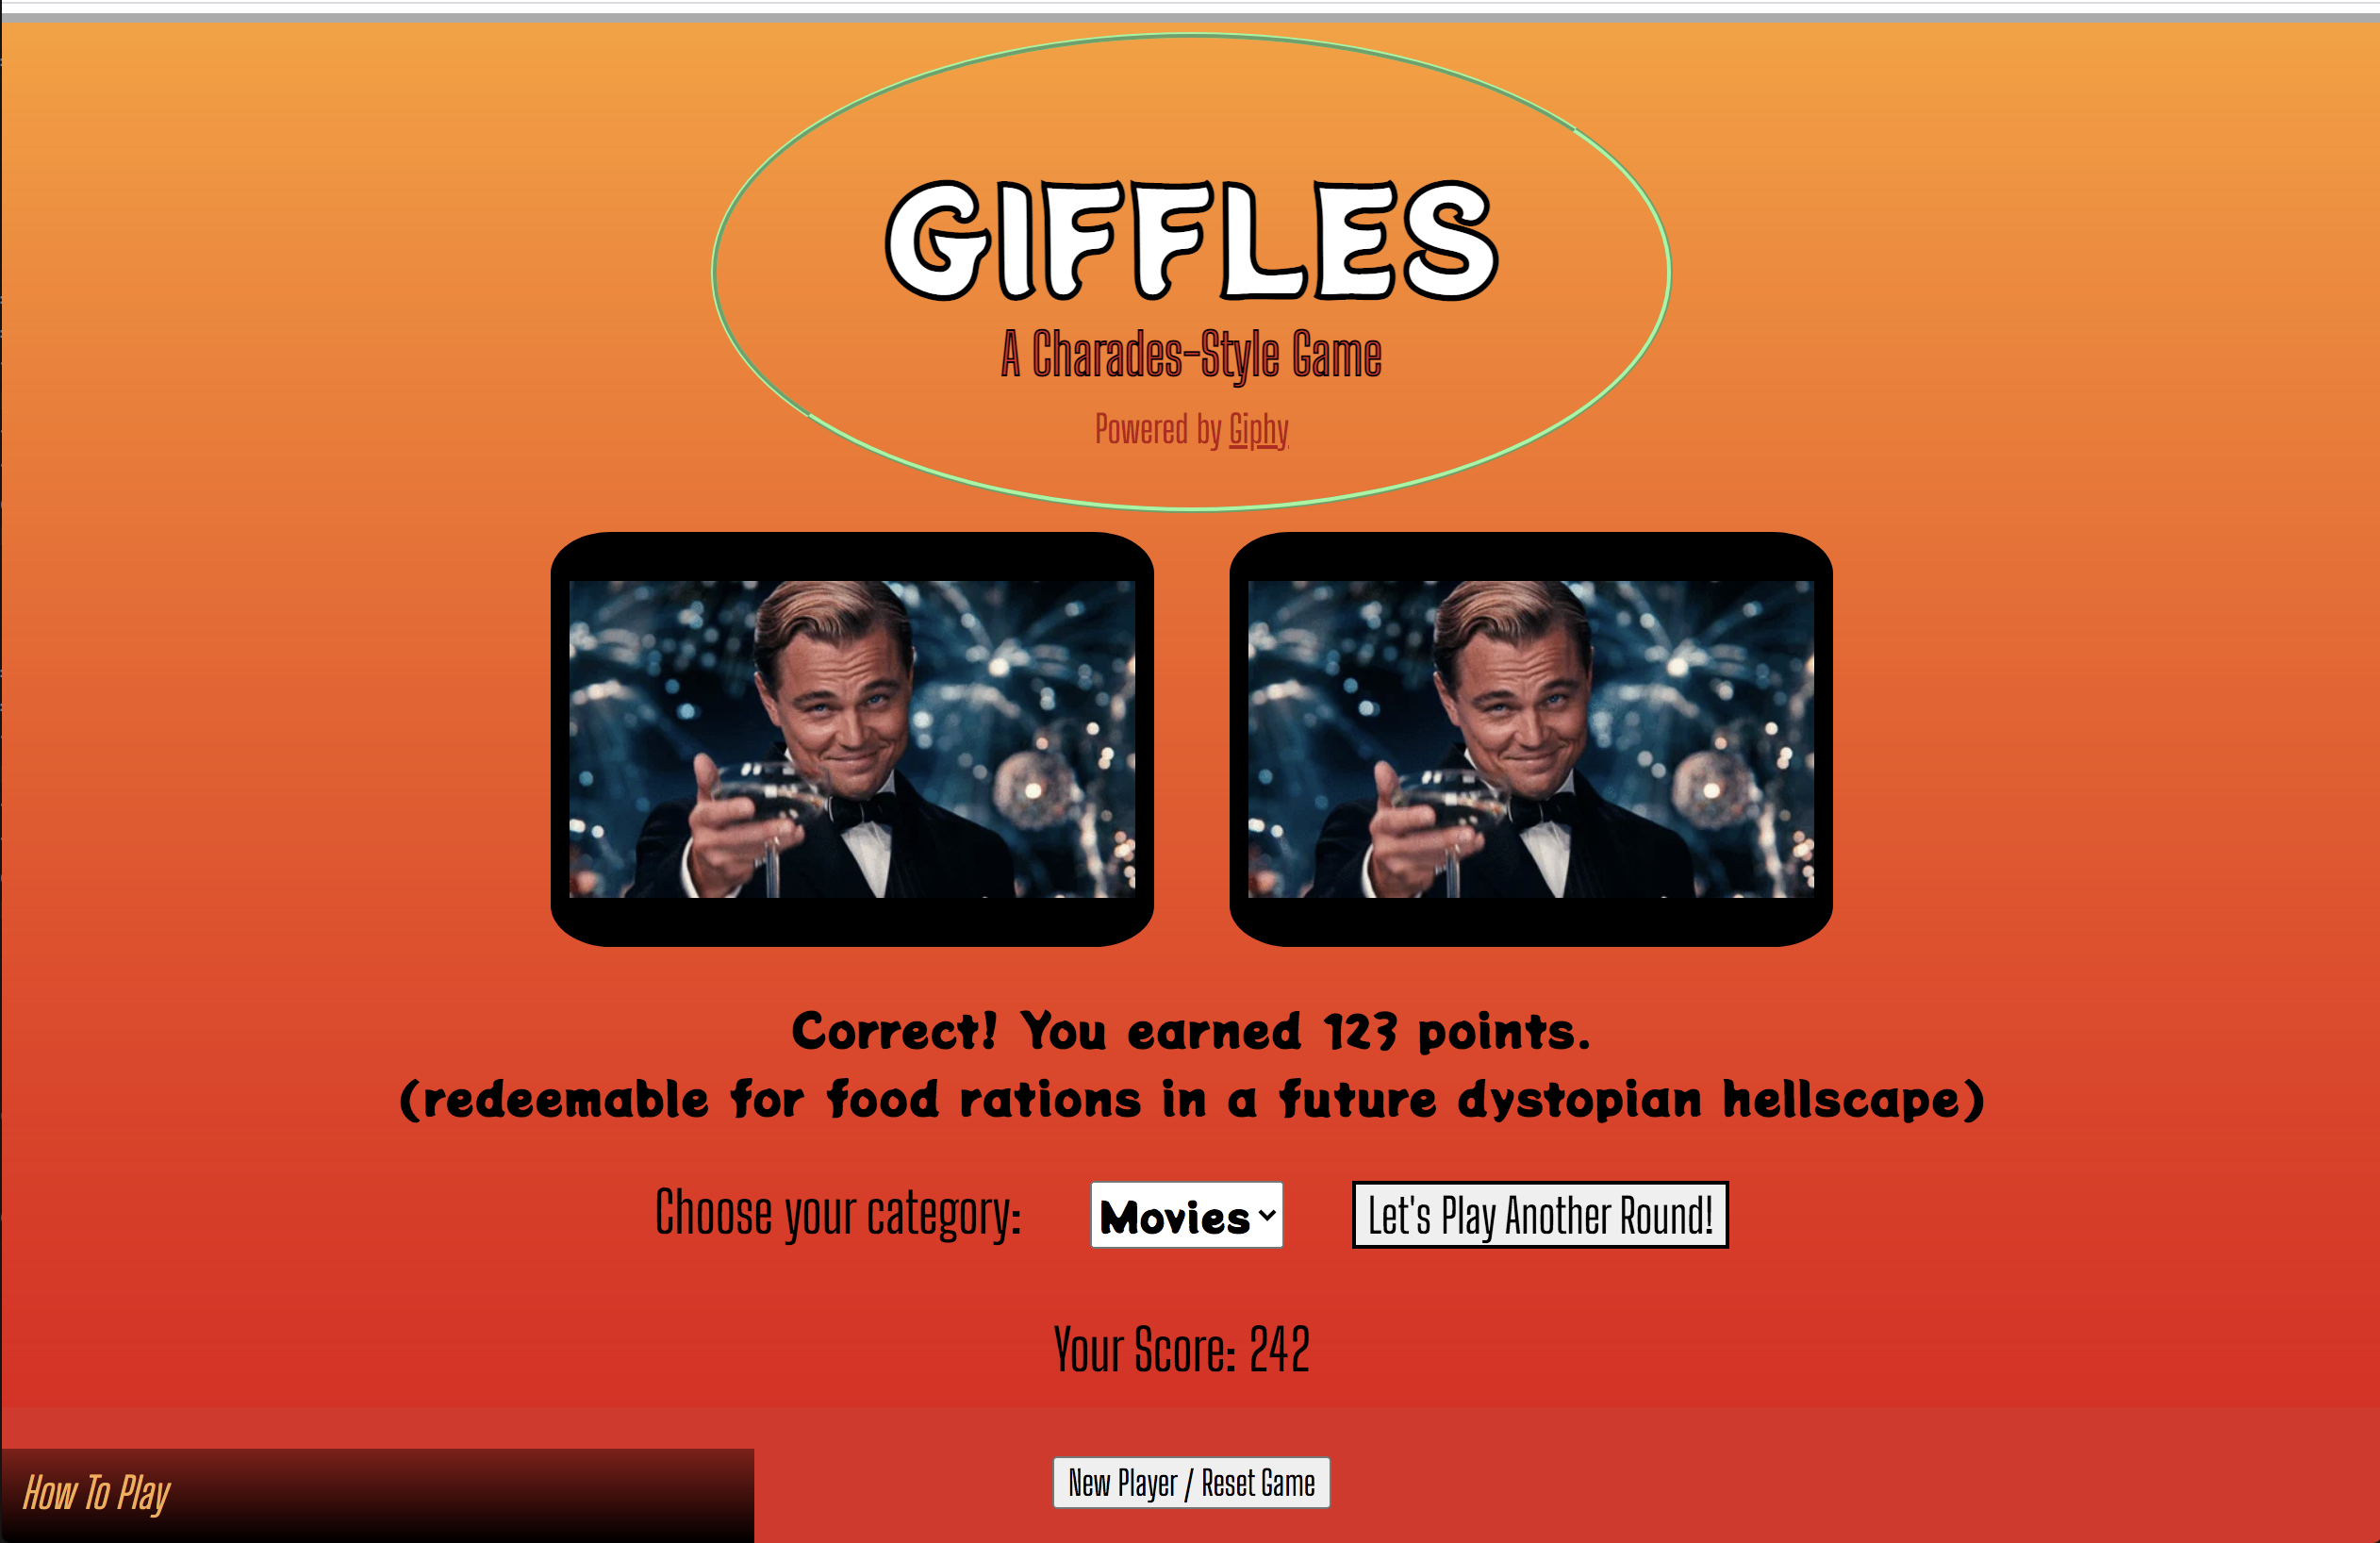 GIFFLES
A Charades-Style Game
Powered by Giphy
Correct! You earned 123 points.
(redeemable for food rations in a future dystopian hellscape)
Choose your category: Movies Let's Play Another Round!
Your Score: 242
New Player / Reset Game
How To Play